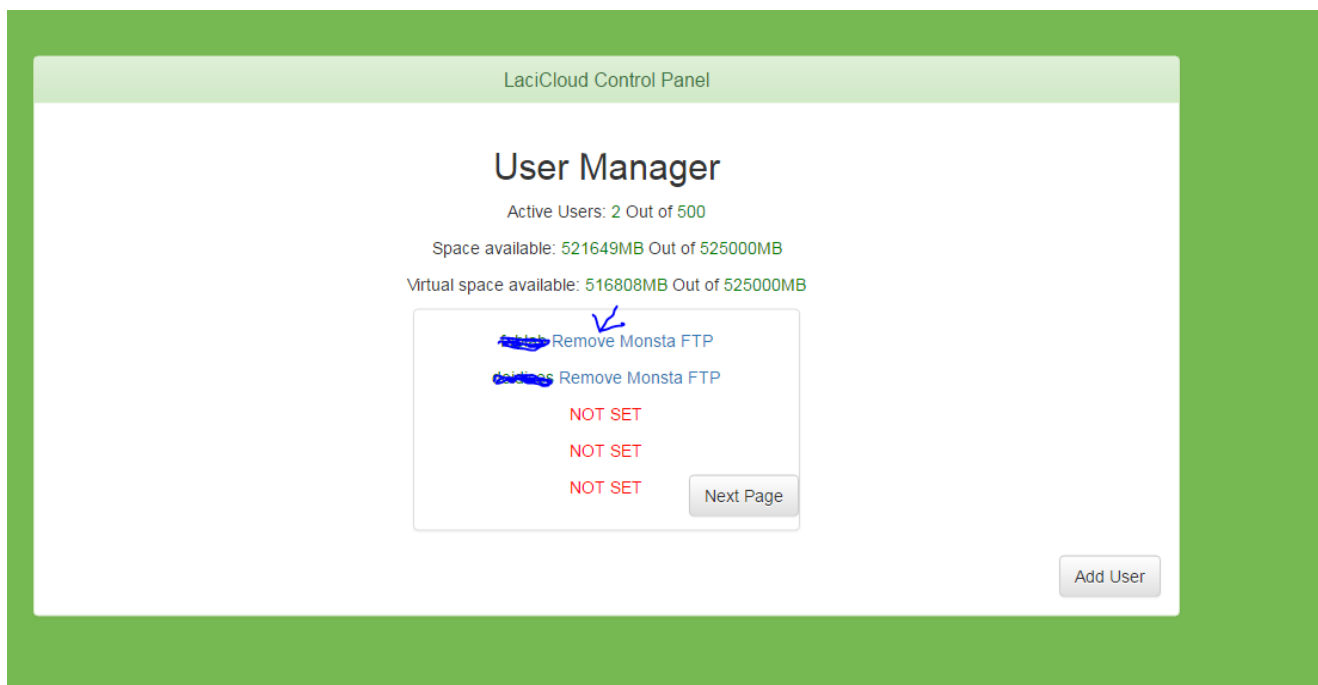 LaciCloud Control Panel
User Manager
Active Users: 2 Out of 500
Space available: 521649MB Out of 525000MB
Virtual space available: 516808MB Out of 525000MB
Remove Monsta FTP
Remove Monsta FTP
NOT SET
NOT SET
NOT SET
Next Page
Add User